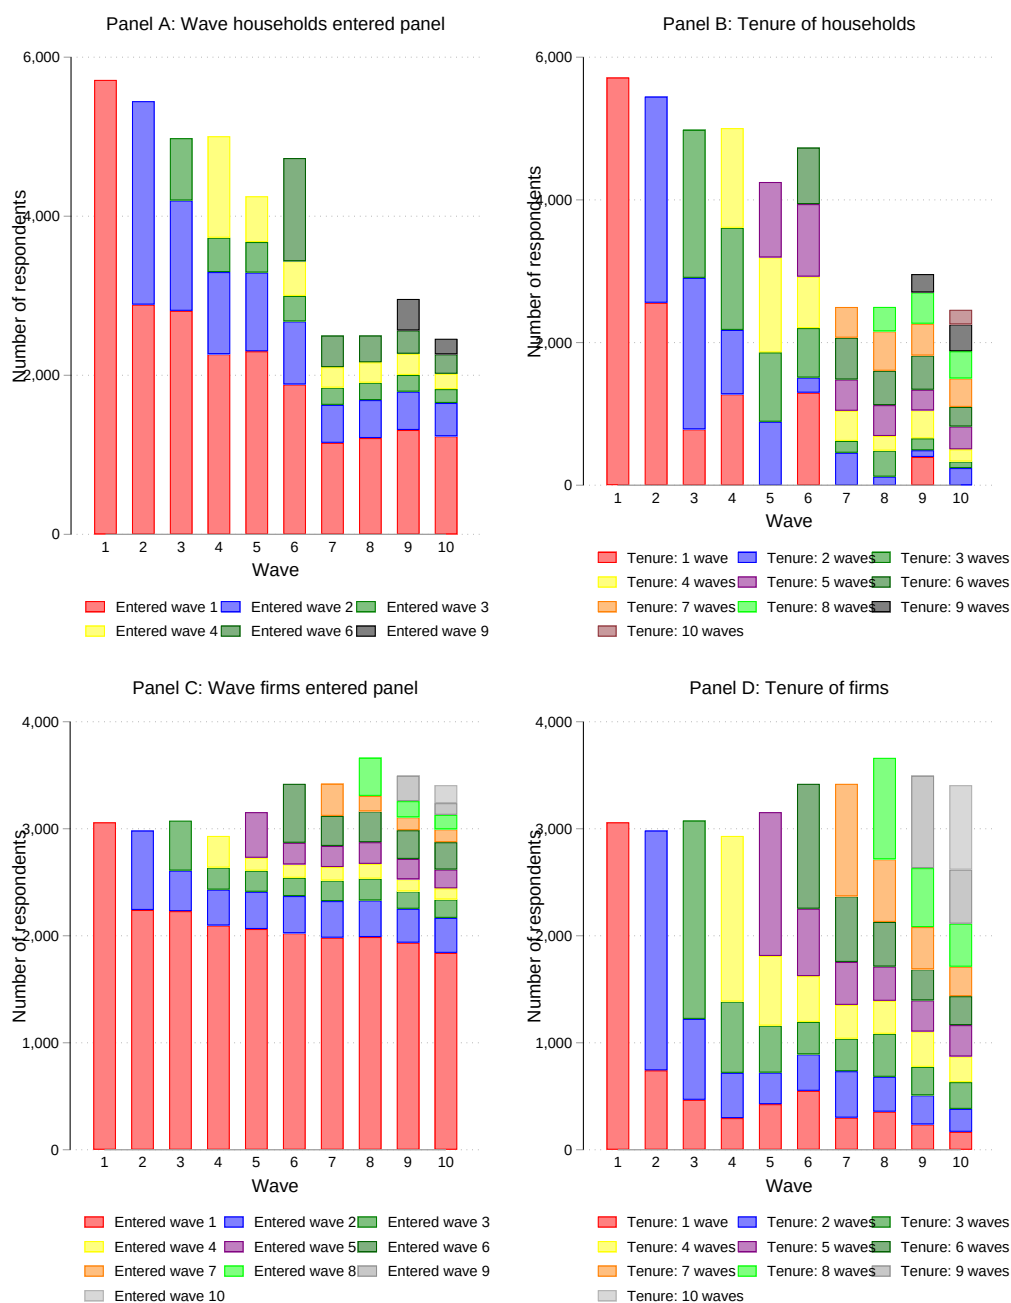 Panel A: Wave households entered panel
Number of respondents
6,000
4,000
2,000
0
1 2 3 4 5 6 7 8 9 10
Wave
Entered wave 1 Entered wave 2 Entered wave 3
Entered wave 4 Entered wave 6 Entered wave 9
Panel B: Tenure of households
Number of respondents
6,000
4,000
2,000
0
1 2 3 4 5 6 7 8 9 10
Wave
Tenure: 1 wave Tenure: 2 waves Tenure: 3 waves
Tenure: 4 waves Tenure: 5 waves Tenure: 6 waves
Tenure: 7 waves Tenure: 8 waves Tenure: 9 waves
Tenure: 10 waves
Panel C: Wave firms entered panel
Number of respondents
4,000
3,000
2,000
1,000
0
1 2 3 4 5 6 7 8 9 10
Wave
Entered wave 1 Entered wave 2 Entered wave 3
Entered wave 4 Entered wave 5 Entered wave 6
Entered wave 7 Entered wave 8 Entered wave 9
Entered wave 10
Panel D: Tenure of firms
Number of respondents
4,000
3,000
2,000
1,000
0
1 2 3 4 5 6 7 8 9 10
Wave
Tenure: 1 wave Tenure: 2 waves Tenure: 3 waves
Tenure: 4 waves Tenure: 5 waves Tenure: 6 waves
Tenure: 7 waves Tenure: 8 waves Tenure: 9 waves
Tenure: 10 waves